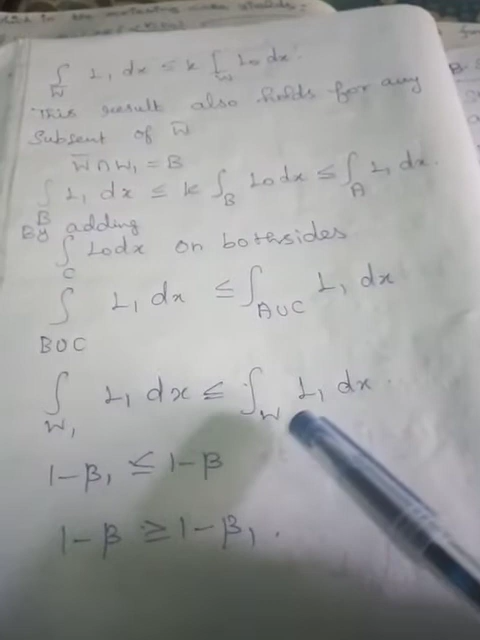 ∫_W̄ L₁ dx ≤ k ∫_W̄ L₀ dx.
This result also holds for any
Subsent of W̄
W̄ ∩ W₁ = B
∫_B L₁ dx ≤ k ∫_B L₀ dx ≤ ∫_A L₁ dx.
By adding
∫_C L₀ dx on bothsides
∫_{B∪C} L₁ dx ≤ ∫_{A∪C} L₁ dx
∫_{W₁} L₁ dx ≤ ∫_W L₁ dx.
1-β₁ ≤ 1-β
1-β ≥ 1-β₁.